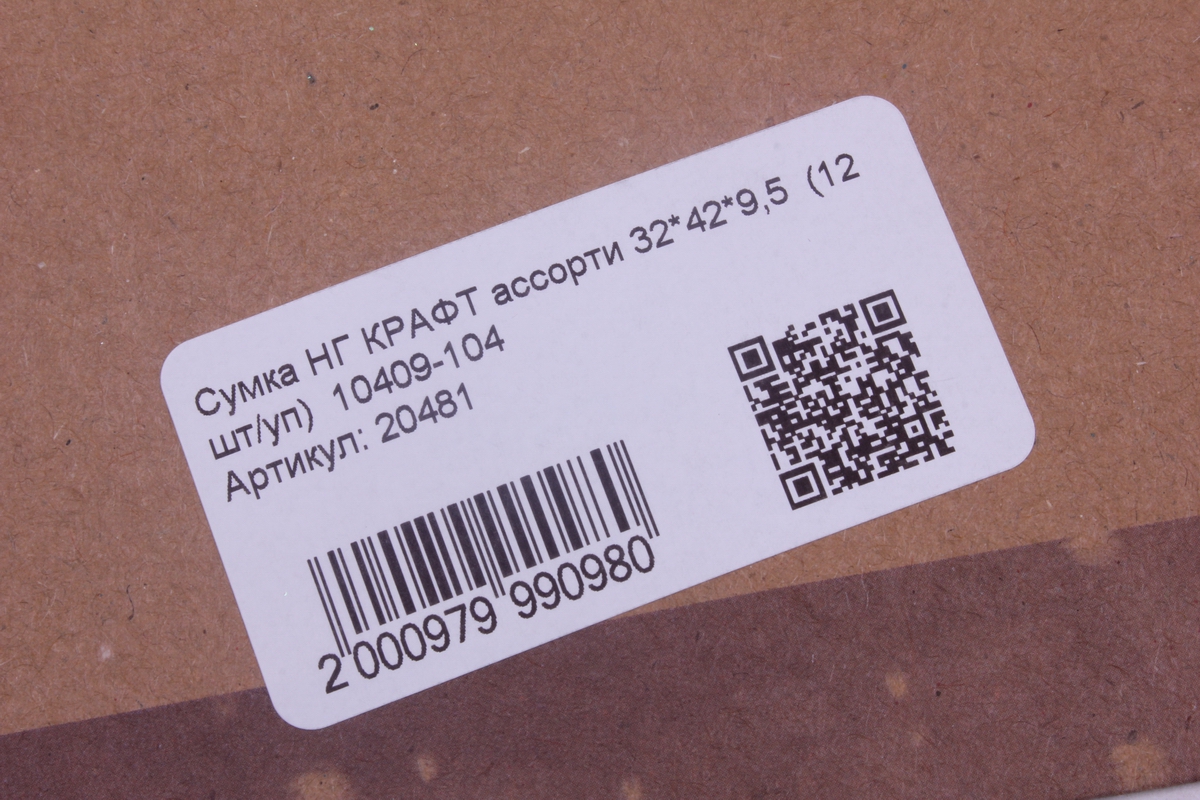 Сумка НГ КРАФТ ассорти 32*42*9,5 (12
шт/уп) 10409-104
Артикул: 20481
2 000979 990980